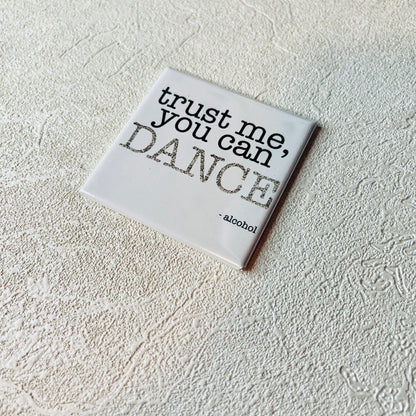 trust me,
you can
DANCE
- alcohol